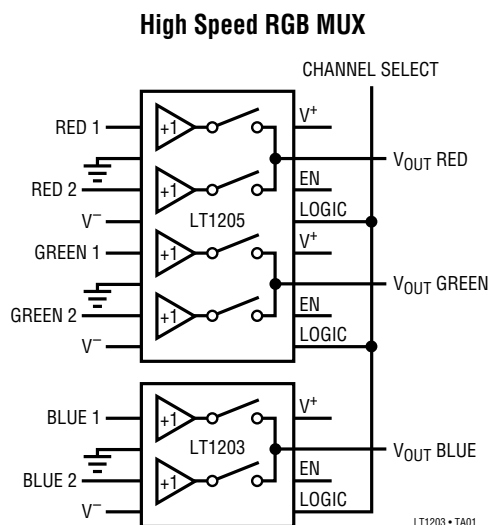 High Speed RGB MUX
CHANNEL SELECT
RED 1
+1
V+
VOUT RED
RED 2
+1
EN
V–
LT1205
LOGIC
GREEN 1
+1
V+
VOUT GREEN
GREEN 2
+1
EN
V–
LOGIC
BLUE 1
+1
V+
LT1203
VOUT BLUE
BLUE 2
+1
EN
V–
LOGIC
LT1203 • TA01